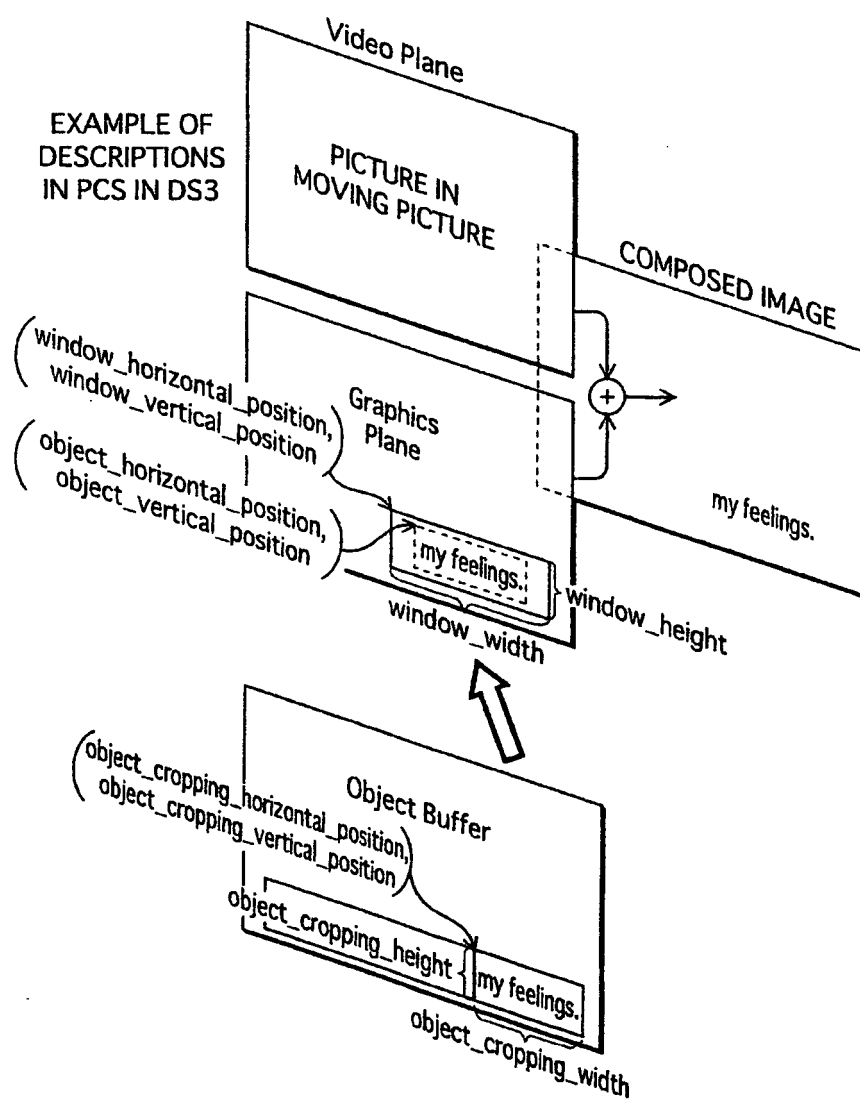 Video Plane
EXAMPLE OF
DESCRIPTIONS
IN PCS IN DS3
PICTURE IN
MOVING PICTURE
COMPOSED IMAGE
window_horizontal_position,
window_vertical_position
Graphics
Plane
object_horizontal_position,
object_vertical_position
+
my feelings.
my feelings.
window_height
window_width
object_cropping_horizontal_position,
object_cropping_vertical_position
Object Buffer
object_cropping_height
my feelings.
object_cropping_width